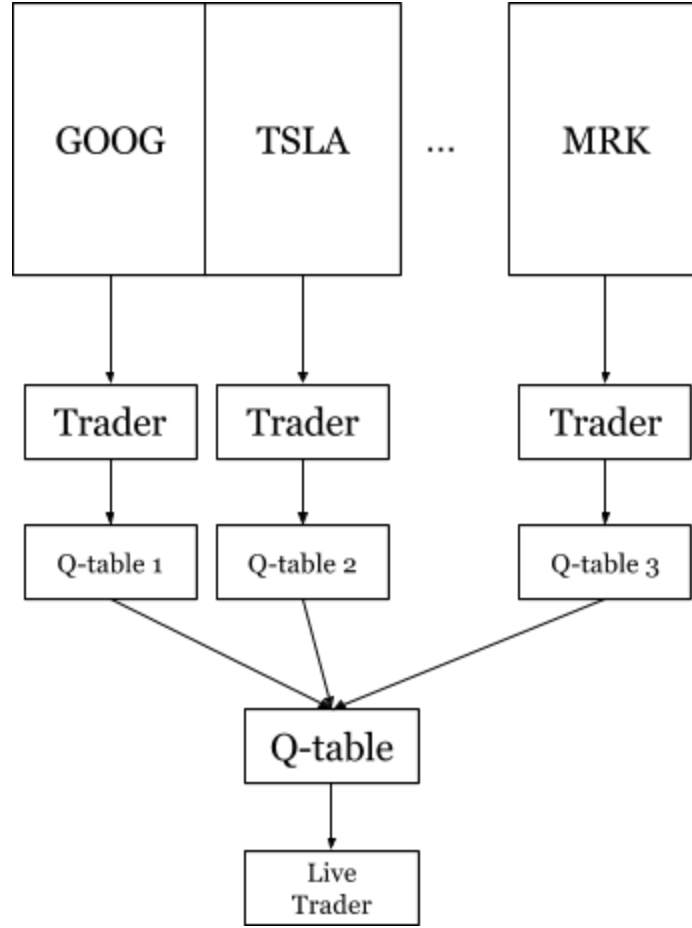 GOOG
TSLA
...
MRK
Trader
Trader
Trader
Q-table 1
Q-table 2
Q-table 3
Q-table
Live
Trader